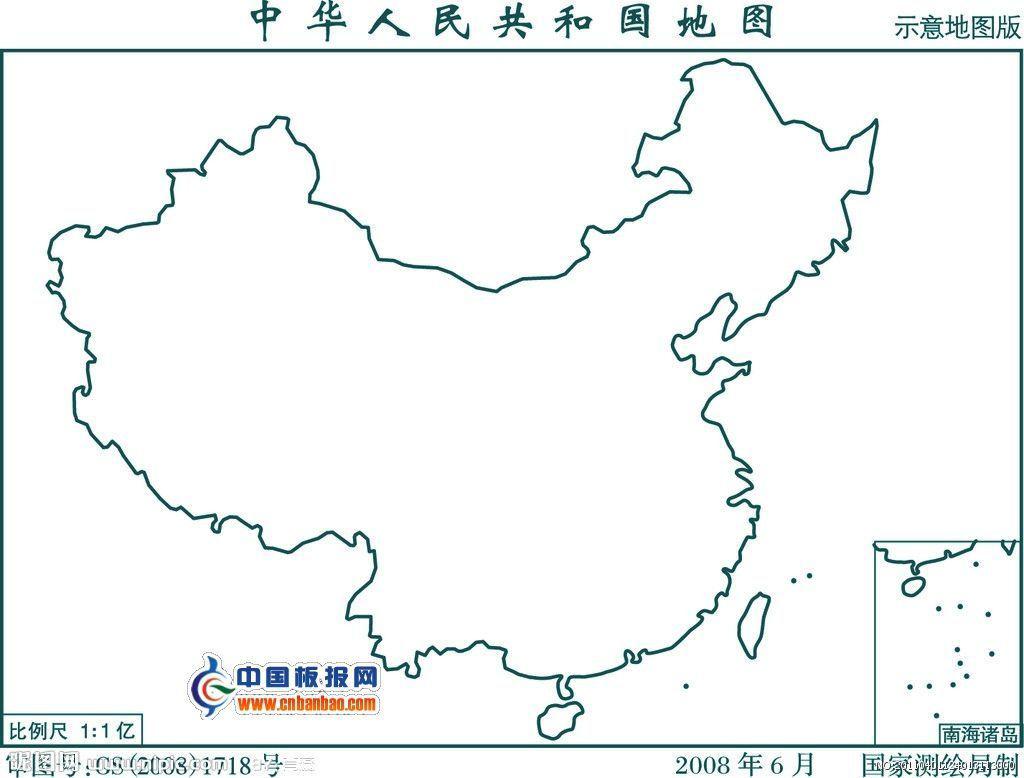 中华人民共和国地图
示意地图版
中国板报网
www.cnbanbao.com
比例尺 1:1亿
南海诸岛
审图号:GS(2008)1718号
2008年6月
国家测绘局制